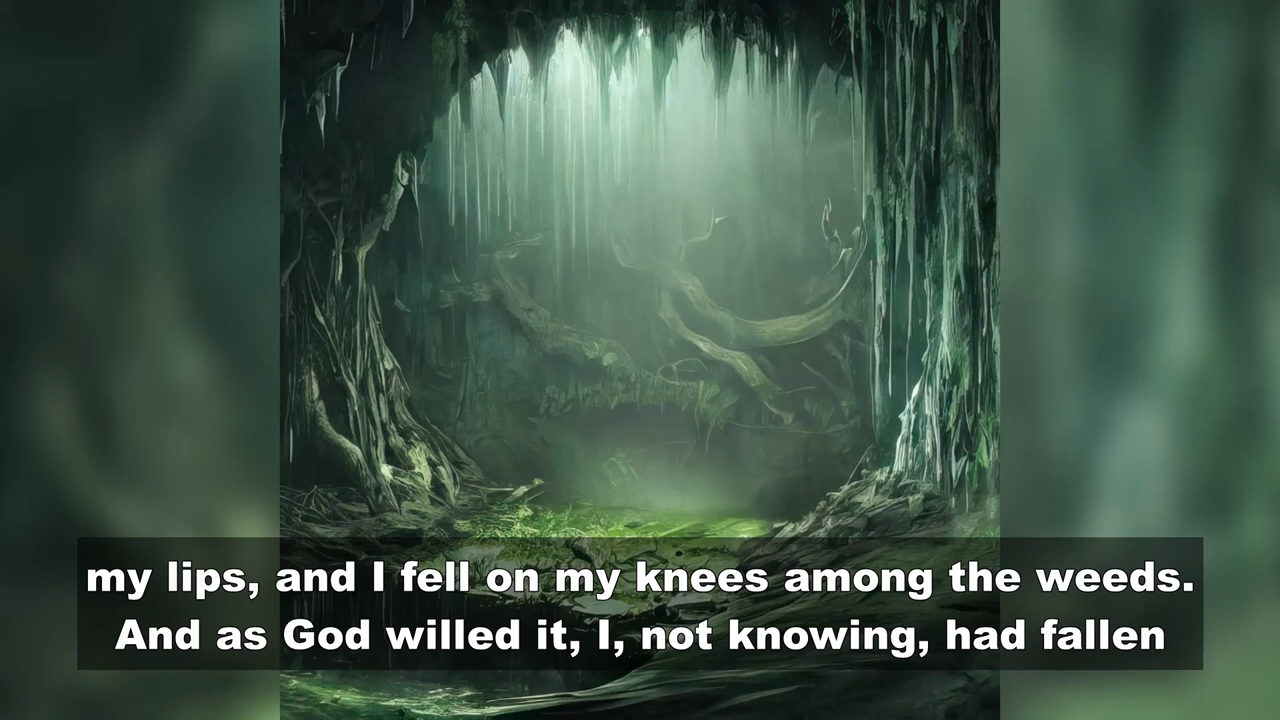 my lips, and I fell on my knees among the weeds.
And as God willed it, I, not knowing, had fallen